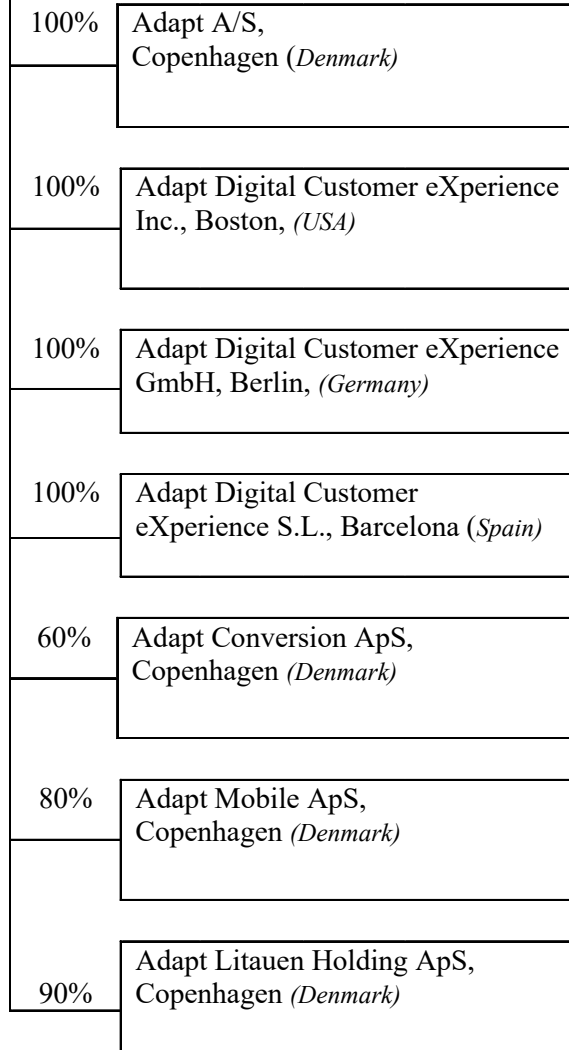 100% Adapt A/S,
Copenhagen (Denmark)
100% Adapt Digital Customer eXperience
Inc., Boston, (USA)
100% Adapt Digital Customer eXperience
GmbH, Berlin, (Germany)
100% Adapt Digital Customer
eXperience S.L., Barcelona (Spain)
60% Adapt Conversion ApS,
Copenhagen (Denmark)
80% Adapt Mobile ApS,
Copenhagen (Denmark)
Adapt Litauen Holding ApS,
90% Copenhagen (Denmark)